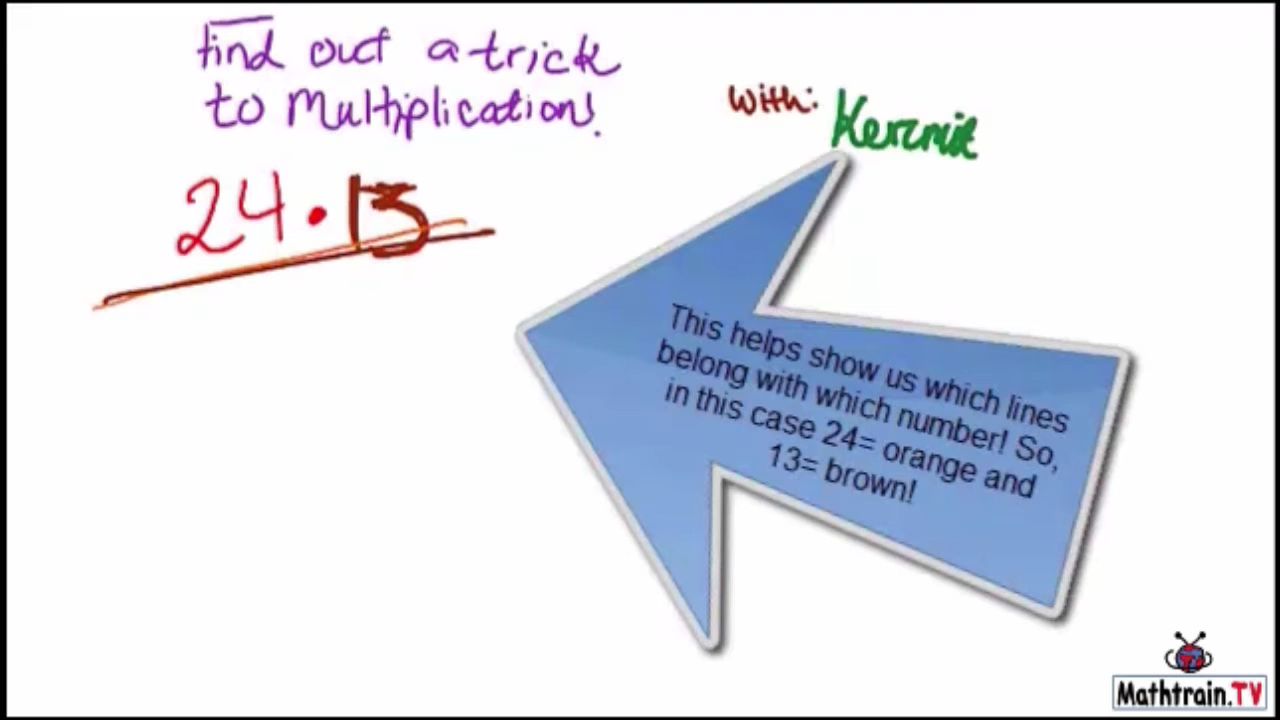 find out a trick
to Multiplication!
With: Kermit
24 · 13
This helps show us which lines
belong with which number! So,
in this case 24= orange and
13= brown!
Mathtrain.TV